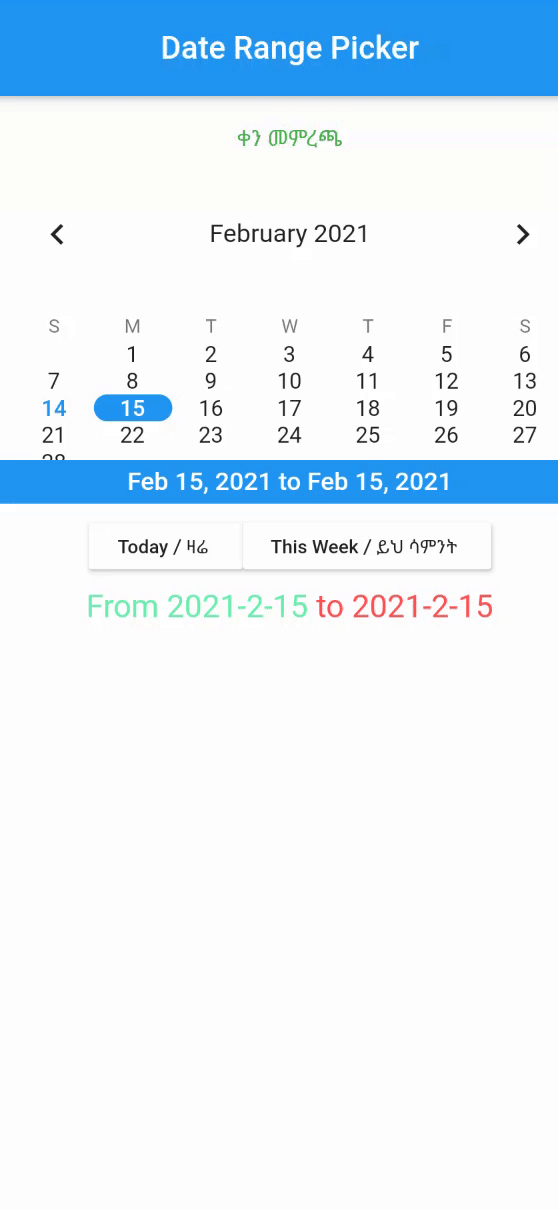 Date Range Picker
ቀን መምረጫ
February 2021
S M T W T F S
1 2 3 4 5 6
7 8 9 10 11 12 13
14 15 16 17 18 19 20
21 22 23 24 25 26 27
28
Feb 15, 2021 to Feb 15, 2021
Today / ዛሬ This Week / ይህ ሳምንት
From 2021-2-15 to 2021-2-15